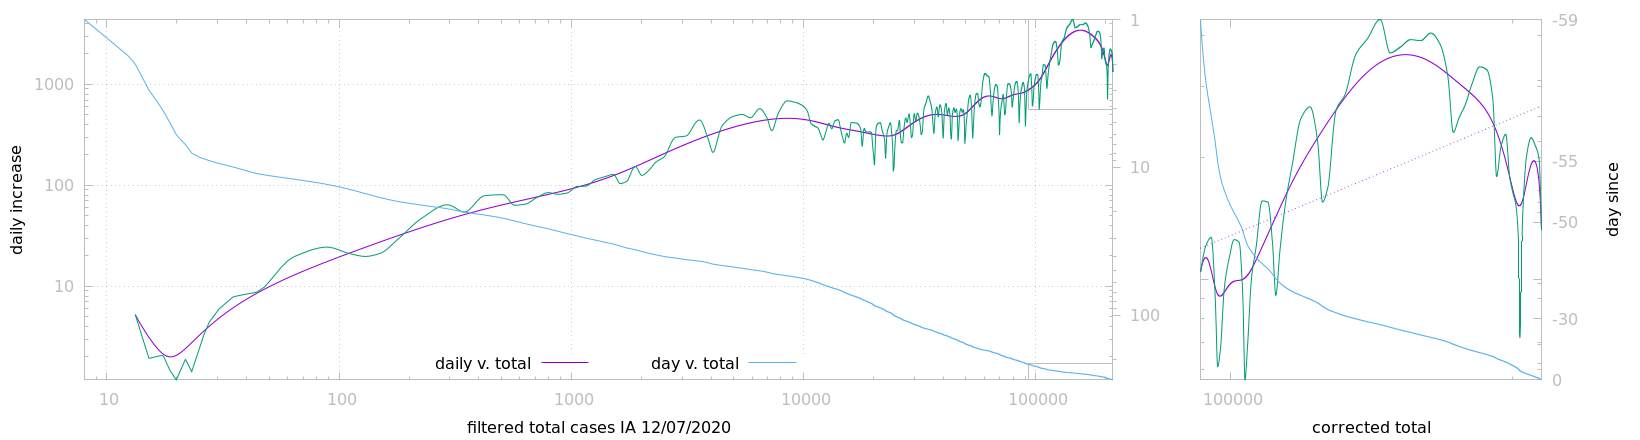 1
-59
1000
10
-55
100
-50
daily increase
day since
10
100
-30
daily v. total
day v. total
0
10
100
1000
10000
100000
100000
filtered total cases IA 12/07/2020
corrected total